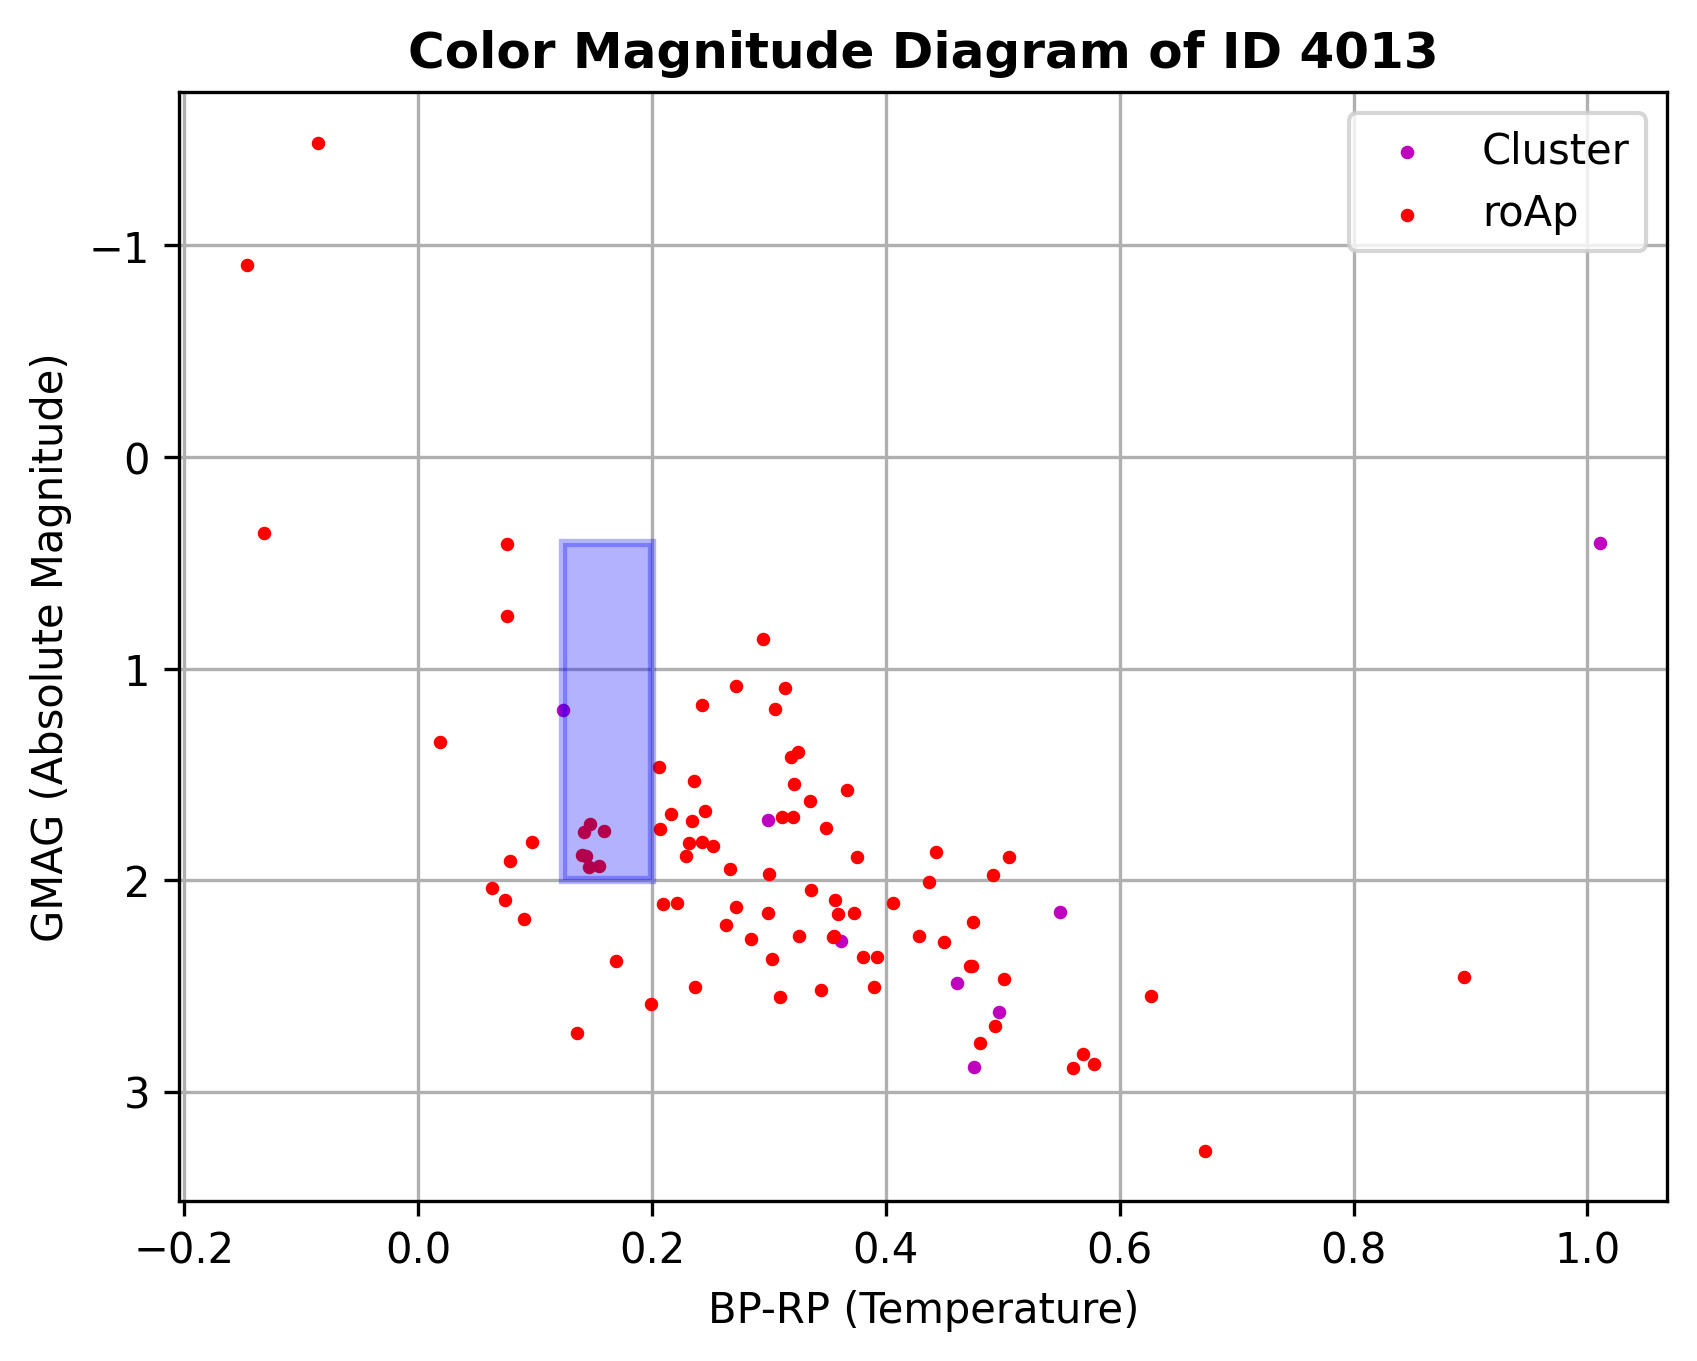 Color Magnitude Diagram of ID 4013
Cluster
roAp
GMAG (Absolute Magnitude)
−1
0
1
2
3
−0.2 0.0 0.2 0.4 0.6 0.8 1.0
BP-RP (Temperature)